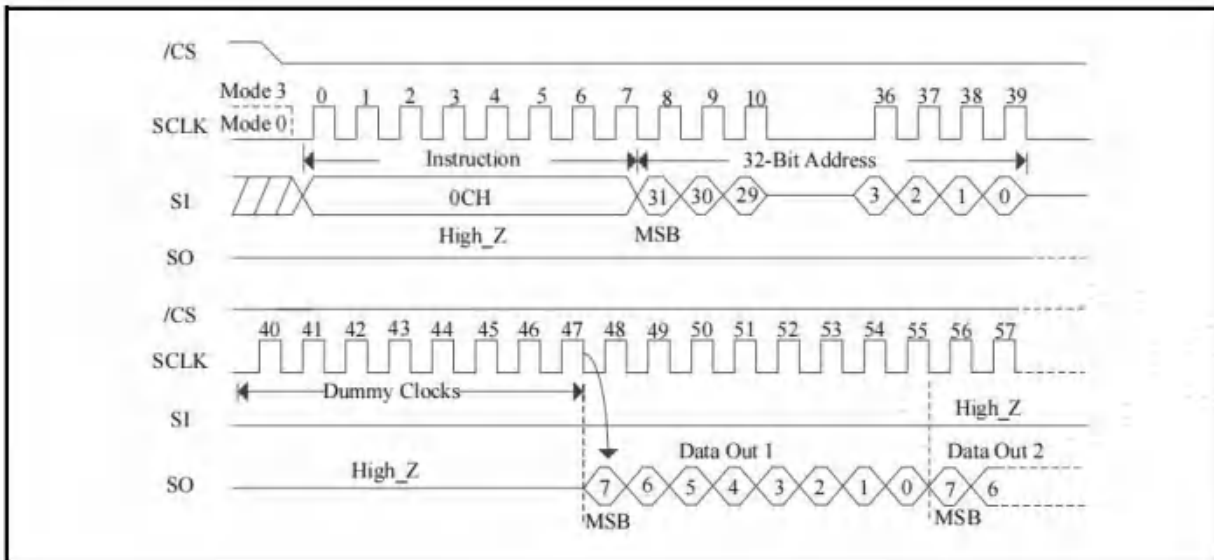 /CS
Mode 3
0 1 2 3 4 5 6 7 8 9 10 36 37 38 39
SCLK Mode 0
Instruction 32-Bit Address
SI 0CH 31 30 29 3 2 1 0
High_Z MSB
SO
/CS
40 41 42 43 44 45 46 47 48 49 50 51 52 53 54 55 56 57
SCLK
Dummy Clocks
SI High_Z
High_Z Data Out 1 Data Out 2
SO 7 6 5 4 3 2 1 0 7 6
MSB MSB